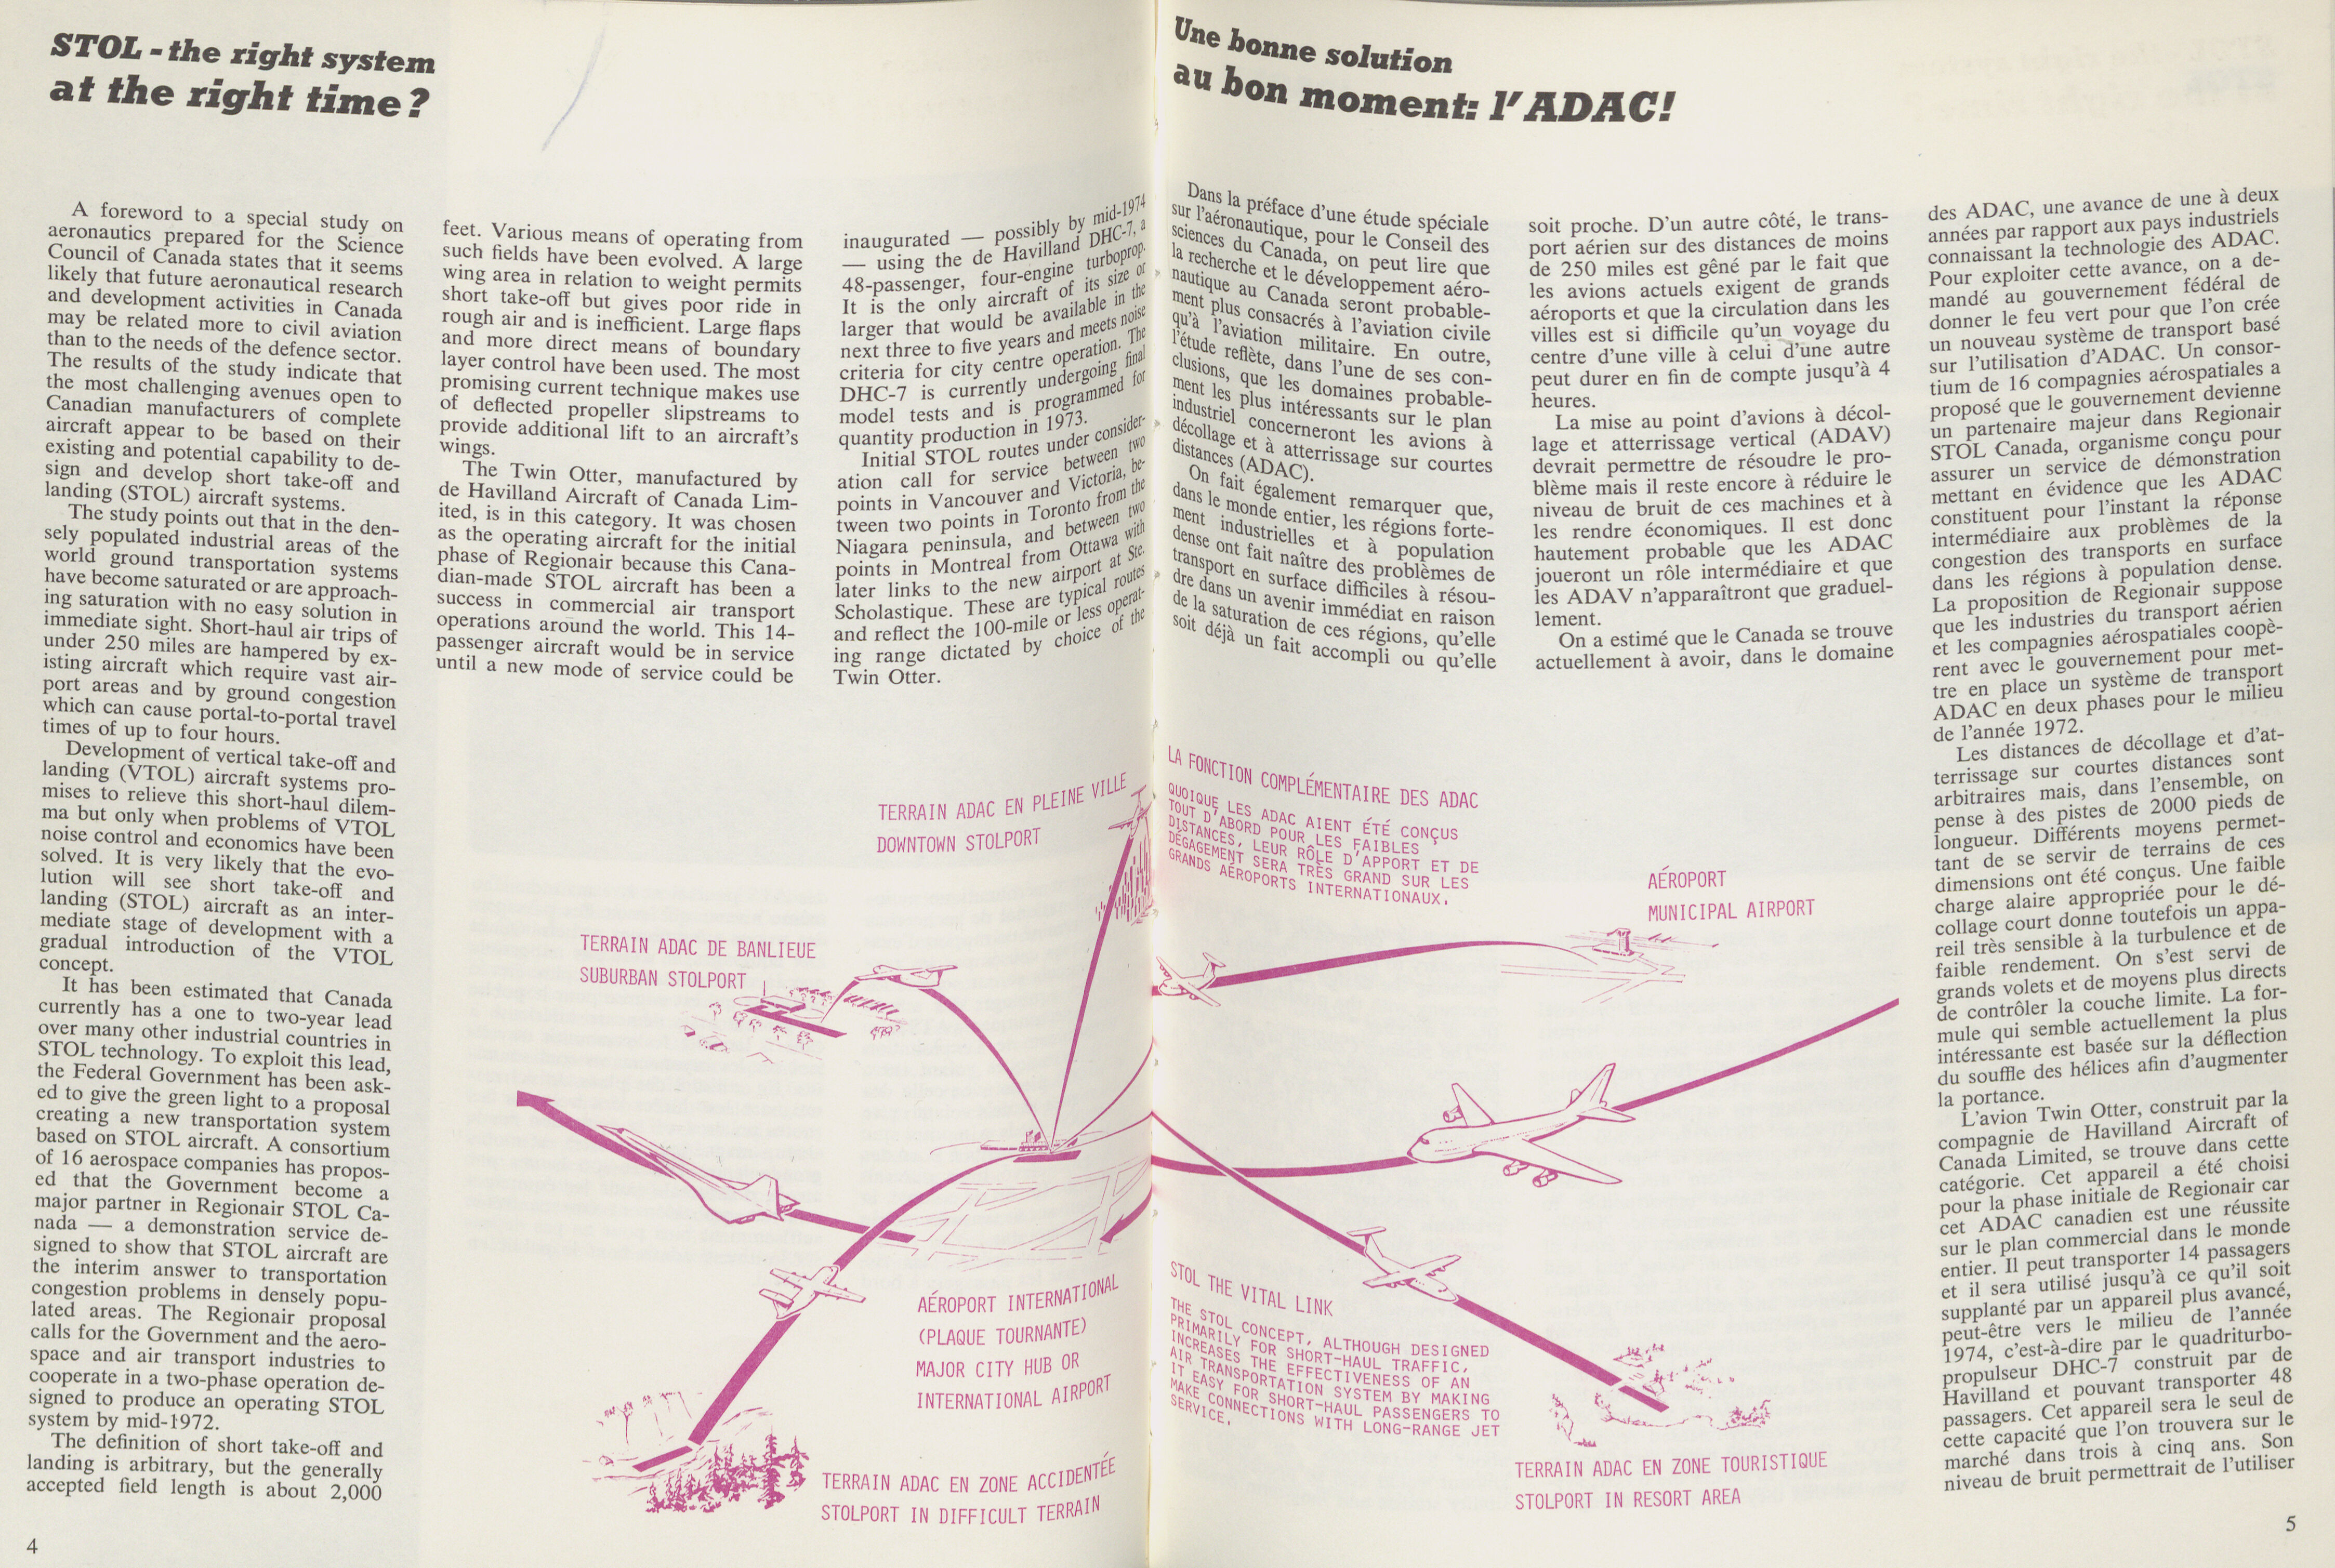 STOL - the right system
at the right time?
A foreword to a special study on
aeronautics prepared for the Science
Council of Canada states that it seems
likely that future aeronautical research
and development activities in Canada
may be related more to civil aviation
than to the needs of the defence sector.
The results of the study indicate that
the most challenging avenues open to
Canadian manufacturers of complete
aircraft appear to be based on their
existing and potential capability to de-
sign and develop short take-off and
landing (STOL) aircraft systems.
The study points out that in the den-
sely populated industrial areas of the
world ground transportation systems
have become saturated or are approach-
ing saturation with no easy solution in
immediate sight. Short-haul air trips of
under 250 miles are hampered by ex-
isting aircraft which require vast air-
port areas and by ground congestion
which can cause portal-to-portal travel
times of up to four hours.
Development of vertical take-off and
landing (VTOL) aircraft systems pro-
mises to relieve this short-haul dilem-
ma but only when problems of VTOL
noise control and economics have been
solved. It is very likely that the evo-
lution will see short take-off and
landing (STOL) aircraft as an inter-
mediate stage of development with a
gradual introduction of the VTOL
concept.
It has been estimated that Canada
currently has a one to two-year lead
over many other industrial countries in
STOL technology. To exploit this lead,
the Federal Government has been ask-
ed to give the green light to a proposal
creating a new transportation system
based on STOL aircraft. A consortium
of 16 aerospace companies has propos-
ed that the Government become a
major partner in Regionair STOL Ca-
nada — a demonstration service de-
signed to show that STOL aircraft are
the interim answer to transportation
congestion problems in densely popu-
lated areas. The Regionair proposal
calls for the Government and the aero-
space and air transport industries to
cooperate in a two-phase operation de-
signed to produce an operating STOL
system by mid-1972.
The definition of short take-off and
landing is arbitrary, but the generally
accepted field length is about 2,000
feet. Various means of operating from
such fields have been evolved. A large
wing area in relation to weight permits
short take-off but gives poor ride in
rough air and is inefficient. Large flaps
and more direct means of boundary
layer control have been used. The most
promising current technique makes use
of deflected propeller slipstreams to
provide additional lift to an aircraft's
wings.
The Twin Otter, manufactured by
de Havilland Aircraft of Canada Lim-
ited, is in this category. It was chosen
as the operating aircraft for the initial
phase of Regionair because this Cana-
dian-made STOL aircraft has been a
success in commercial air transport
operations around the world. This 14-
passenger aircraft would be in service
until a new mode of service could be
inaugurated — possibly by mid-1974
— using the de Havilland DHC-7, a
48-passenger, four-engine turboprop.
It is the only aircraft of its size or
larger that would be available in the
next three to five years and meets noise
criteria for city centre operation. The
DHC-7 is currently undergoing final
model tests and is programmed for
quantity production in 1973.
Initial STOL routes under consider-
ation call for service between two
points in Vancouver and Victoria, be-
tween two points in Toronto from the
Niagara peninsula, and between two
points in Montreal from Ottawa with
later links to the new airport at Ste.
Scholastique. These are typical routes
and reflect the 100-mile or less operat-
ing range dictated by choice of the
Twin Otter.
TERRAIN ADAC EN PLEINE VILLE
DOWNTOWN STOLPORT
TERRAIN ADAC DE BANLIEUE
SUBURBAN STOLPORT
AÉROPORT INTERNATIONAL
(PLAQUE TOURNANTE)
MAJOR CITY HUB OR
INTERNATIONAL AIRPORT
TERRAIN ADAC EN ZONE ACCIDENTÉE
STOLPORT IN DIFFICULT TERRAIN
4
Une bonne solution
au bon moment: l'ADAC!
Dans la préface d'une étude spéciale
sur l'aéronautique, pour le Conseil des
sciences du Canada, on peut lire que
la recherche et le développement aéro-
nautique au Canada seront probable-
ment plus consacrés à l'aviation civile
qu'à l'aviation militaire. En outre,
l'étude reflète, dans l'une de ses con-
clusions, que les domaines probable-
ment les plus intéressants sur le plan
industriel concerneront les avions à
décollage et à atterrissage sur courtes
distances (ADAC).
On fait également remarquer que,
dans le monde entier, les régions forte-
ment industrielles et à population
dense ont fait naître des problèmes de
transport en surface difficiles à résou-
dre dans un avenir immédiat en raison
de la saturation de ces régions, qu'elle
soit déjà un fait accompli ou qu'elle
soit proche. D'un autre côté, le trans-
port aérien sur des distances de moins
de 250 miles est gêné par le fait que
les avions actuels exigent de grands
aéroports et que la circulation dans les
villes est si difficile qu'un voyage du
centre d'une ville à celui d'une autre
peut durer en fin de compte jusqu'à 4
heures.
La mise au point d'avions à décol-
lage et atterrissage vertical (ADAV)
devrait permettre de résoudre le pro-
blème mais il reste encore à réduire le
niveau de bruit de ces machines et à
les rendre économiques. Il est donc
hautement probable que les ADAC
joueront un rôle intermédiaire et que
les ADAV n'apparaîtront que graduel-
lement.
On a estimé que le Canada se trouve
actuellement à avoir, dans le domaine
des ADAC, une avance de une à deux
années par rapport aux pays industriels
connaissant la technologie des ADAC.
Pour exploiter cette avance, on a de-
mandé au gouvernement fédéral de
donner le feu vert pour que l'on crée
un nouveau système de transport basé
sur l'utilisation d'ADAC. Un consor-
tium de 16 compagnies aérospatiales a
proposé que le gouvernement devienne
un partenaire majeur dans Regionair
STOL Canada, organisme conçu pour
assurer un service de démonstration
mettant en évidence que les ADAC
constituent pour l'instant la réponse
intermédiaire aux problèmes de la
congestion des transports en surface
dans les régions à population dense.
La proposition de Regionair suppose
que les industries du transport aérien
et les compagnies aérospatiales coopè-
rent avec le gouvernement pour met-
tre en place un système de transport
ADAC en deux phases pour le milieu
de l'année 1972.
Les distances de décollage et d'at-
terrissage sur courtes distances sont
arbitraires mais, dans l'ensemble, on
pense à des pistes de 2000 pieds de
longueur. Différents moyens permet-
tant de se servir de terrains de ces
dimensions ont été conçus. Une faible
charge alaire appropriée pour le dé-
collage court donne toutefois un appa-
reil très sensible à la turbulence et de
faible rendement. On s'est servi de
grands volets et de moyens plus directs
de contrôler la couche limite. La for-
mule qui semble actuellement la plus
intéressante est basée sur la déflection
du souffle des hélices afin d'augmenter
la portance.
L'avion Twin Otter, construit par la
compagnie de Havilland Aircraft of
Canada Limited, se trouve dans cette
catégorie. Cet appareil a été choisi
pour la phase initiale de Regionair car
cet ADAC canadien est une réussite
sur le plan commercial dans le monde
entier. Il peut transporter 14 passagers
et il sera utilisé jusqu'à ce qu'il soit
supplanté par un appareil plus avancé,
peut-être vers le milieu de l'année
1974, c'est-à-dire par le quadriturbo-
propulseur DHC-7 construit par de
Havilland et pouvant transporter 48
passagers. Cet appareil sera le seul de
cette capacité que l'on trouvera sur le
marché dans trois à cinq ans. Son
niveau de bruit permettrait de l'utiliser
LA FONCTION COMPLÉMENTAIRE DES ADAC
QUOIQUE LES ADAC AIENT ÉTÉ CONÇUS
TOUT D'ABORD POUR LES FAIBLES
DISTANCES, LEUR RÔLE D'APPORT ET DE
DÉGAGEMENT SERA TRÈS GRAND SUR LES
GRANDS AÉROPORTS INTERNATIONAUX.
AÉROPORT
MUNICIPAL AIRPORT
STOL THE VITAL LINK
THE STOL CONCEPT, ALTHOUGH DESIGNED
PRIMARILY FOR SHORT-HAUL TRAFFIC,
INCREASES THE EFFECTIVENESS OF AN
AIR TRANSPORTATION SYSTEM BY MAKING
IT EASY FOR SHORT-HAUL PASSENGERS TO
MAKE CONNECTIONS WITH LONG-RANGE JET
SERVICE.
TERRAIN ADAC EN ZONE TOURISTIQUE
STOLPORT IN RESORT AREA
5